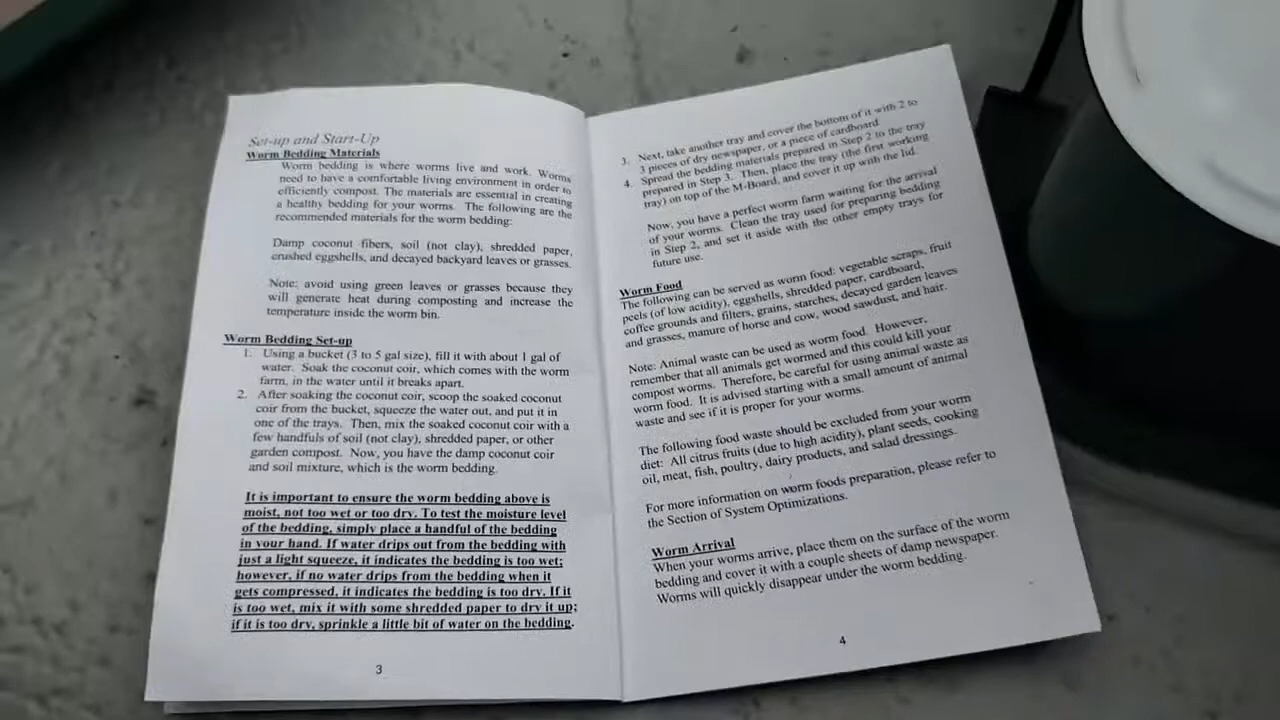 Set-up and Start-Up
Worm Bedding Materials
Worm bedding is where worms live and work. Worms
need to have a comfortable living environment in order to
efficiently compost. The materials are essential in creating
a healthy bedding for your worms. The following are the
recommended materials for the worm bedding:
Damp coconut fibers, soil (not clay), shredded paper,
crushed eggshells, and decayed backyard leaves or grasses.
Note: avoid using green leaves or grasses because they
will generate heat during composting and increase the
temperature inside the worm bin.
Worm Bedding Set-up
1. Using a bucket (3 to 5 gal size), fill it with about 1 gal of
water. Soak the coconut coir, which comes with the worm
farm, in the water until it breaks apart.
2. After soaking the coconut coir, scoop the soaked coconut
coir from the bucket, squeeze the water out, and put it in
one of the trays. Then, mix the soaked coconut coir with a
few handfuls of soil (not clay), shredded paper, or other
garden compost. Now, you have the damp coconut coir
and soil mixture, which is the worm bedding.
It is important to ensure the worm bedding above is
moist, not too wet or too dry. To test the moisture level
of the bedding, simply place a handful of the bedding
in your hand. If water drips out from the bedding with
just a light squeeze, it indicates the bedding is too wet;
however, if no water drips from the bedding when it
gets compressed, it indicates the bedding is too dry. If it
is too wet, mix it with some shredded paper to dry it up;
if it is too dry, sprinkle a little bit of water on the bedding.
3
3. Next, take another tray and cover the bottom of it with 2 to
3 pieces of dry newspaper, or a piece of cardboard.
4. Spread the bedding materials prepared in Step 2 to the tray
prepared in Step 3. Then, place the tray (the first working
tray) on top of the M-Board, and cover it up with the lid.
Now, you have a perfect worm farm waiting for the arrival
of your worms. Clean the tray used for preparing bedding
in Step 2, and set it aside with the other empty trays for
future use.
Worm Food
The following can be served as worm food: vegetable scraps, fruit
peels (of low acidity), eggshells, shredded paper, cardboard,
coffee grounds and filters, grains, starches, decayed garden leaves
and grasses, manure of horse and cow, wood sawdust, and hair.
Note: Animal waste can be used as worm food. However,
remember that all animals get wormed and this could kill your
compost worms. Therefore, be careful for using animal waste as
worm food. It is advised starting with a small amount of animal
waste and see if it is proper for your worms.
The following food waste should be excluded from your worm
diet: All citrus fruits (due to high acidity), plant seeds, cooking
oil, meat, fish, poultry, dairy products, and salad dressings.
For more information on worm foods preparation, please refer to
the Section of System Optimizations.
Worm Arrival
When your worms arrive, place them on the surface of the worm
bedding and cover it with a couple sheets of damp newspaper.
Worms will quickly disappear under the worm bedding.
4